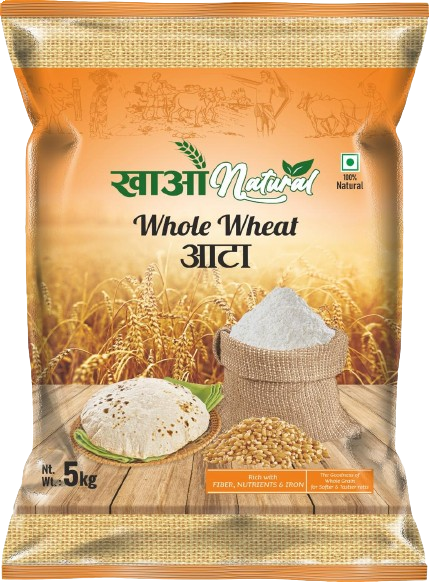 खाओ Natural
100%
Natural
Whole Wheat
आटा
Nt.
Wt.: 5kg
Rich with
FIBER, NUTRIENTS & IRON
The Goodness of
Whole Grain
for Softer & Tastier rotis